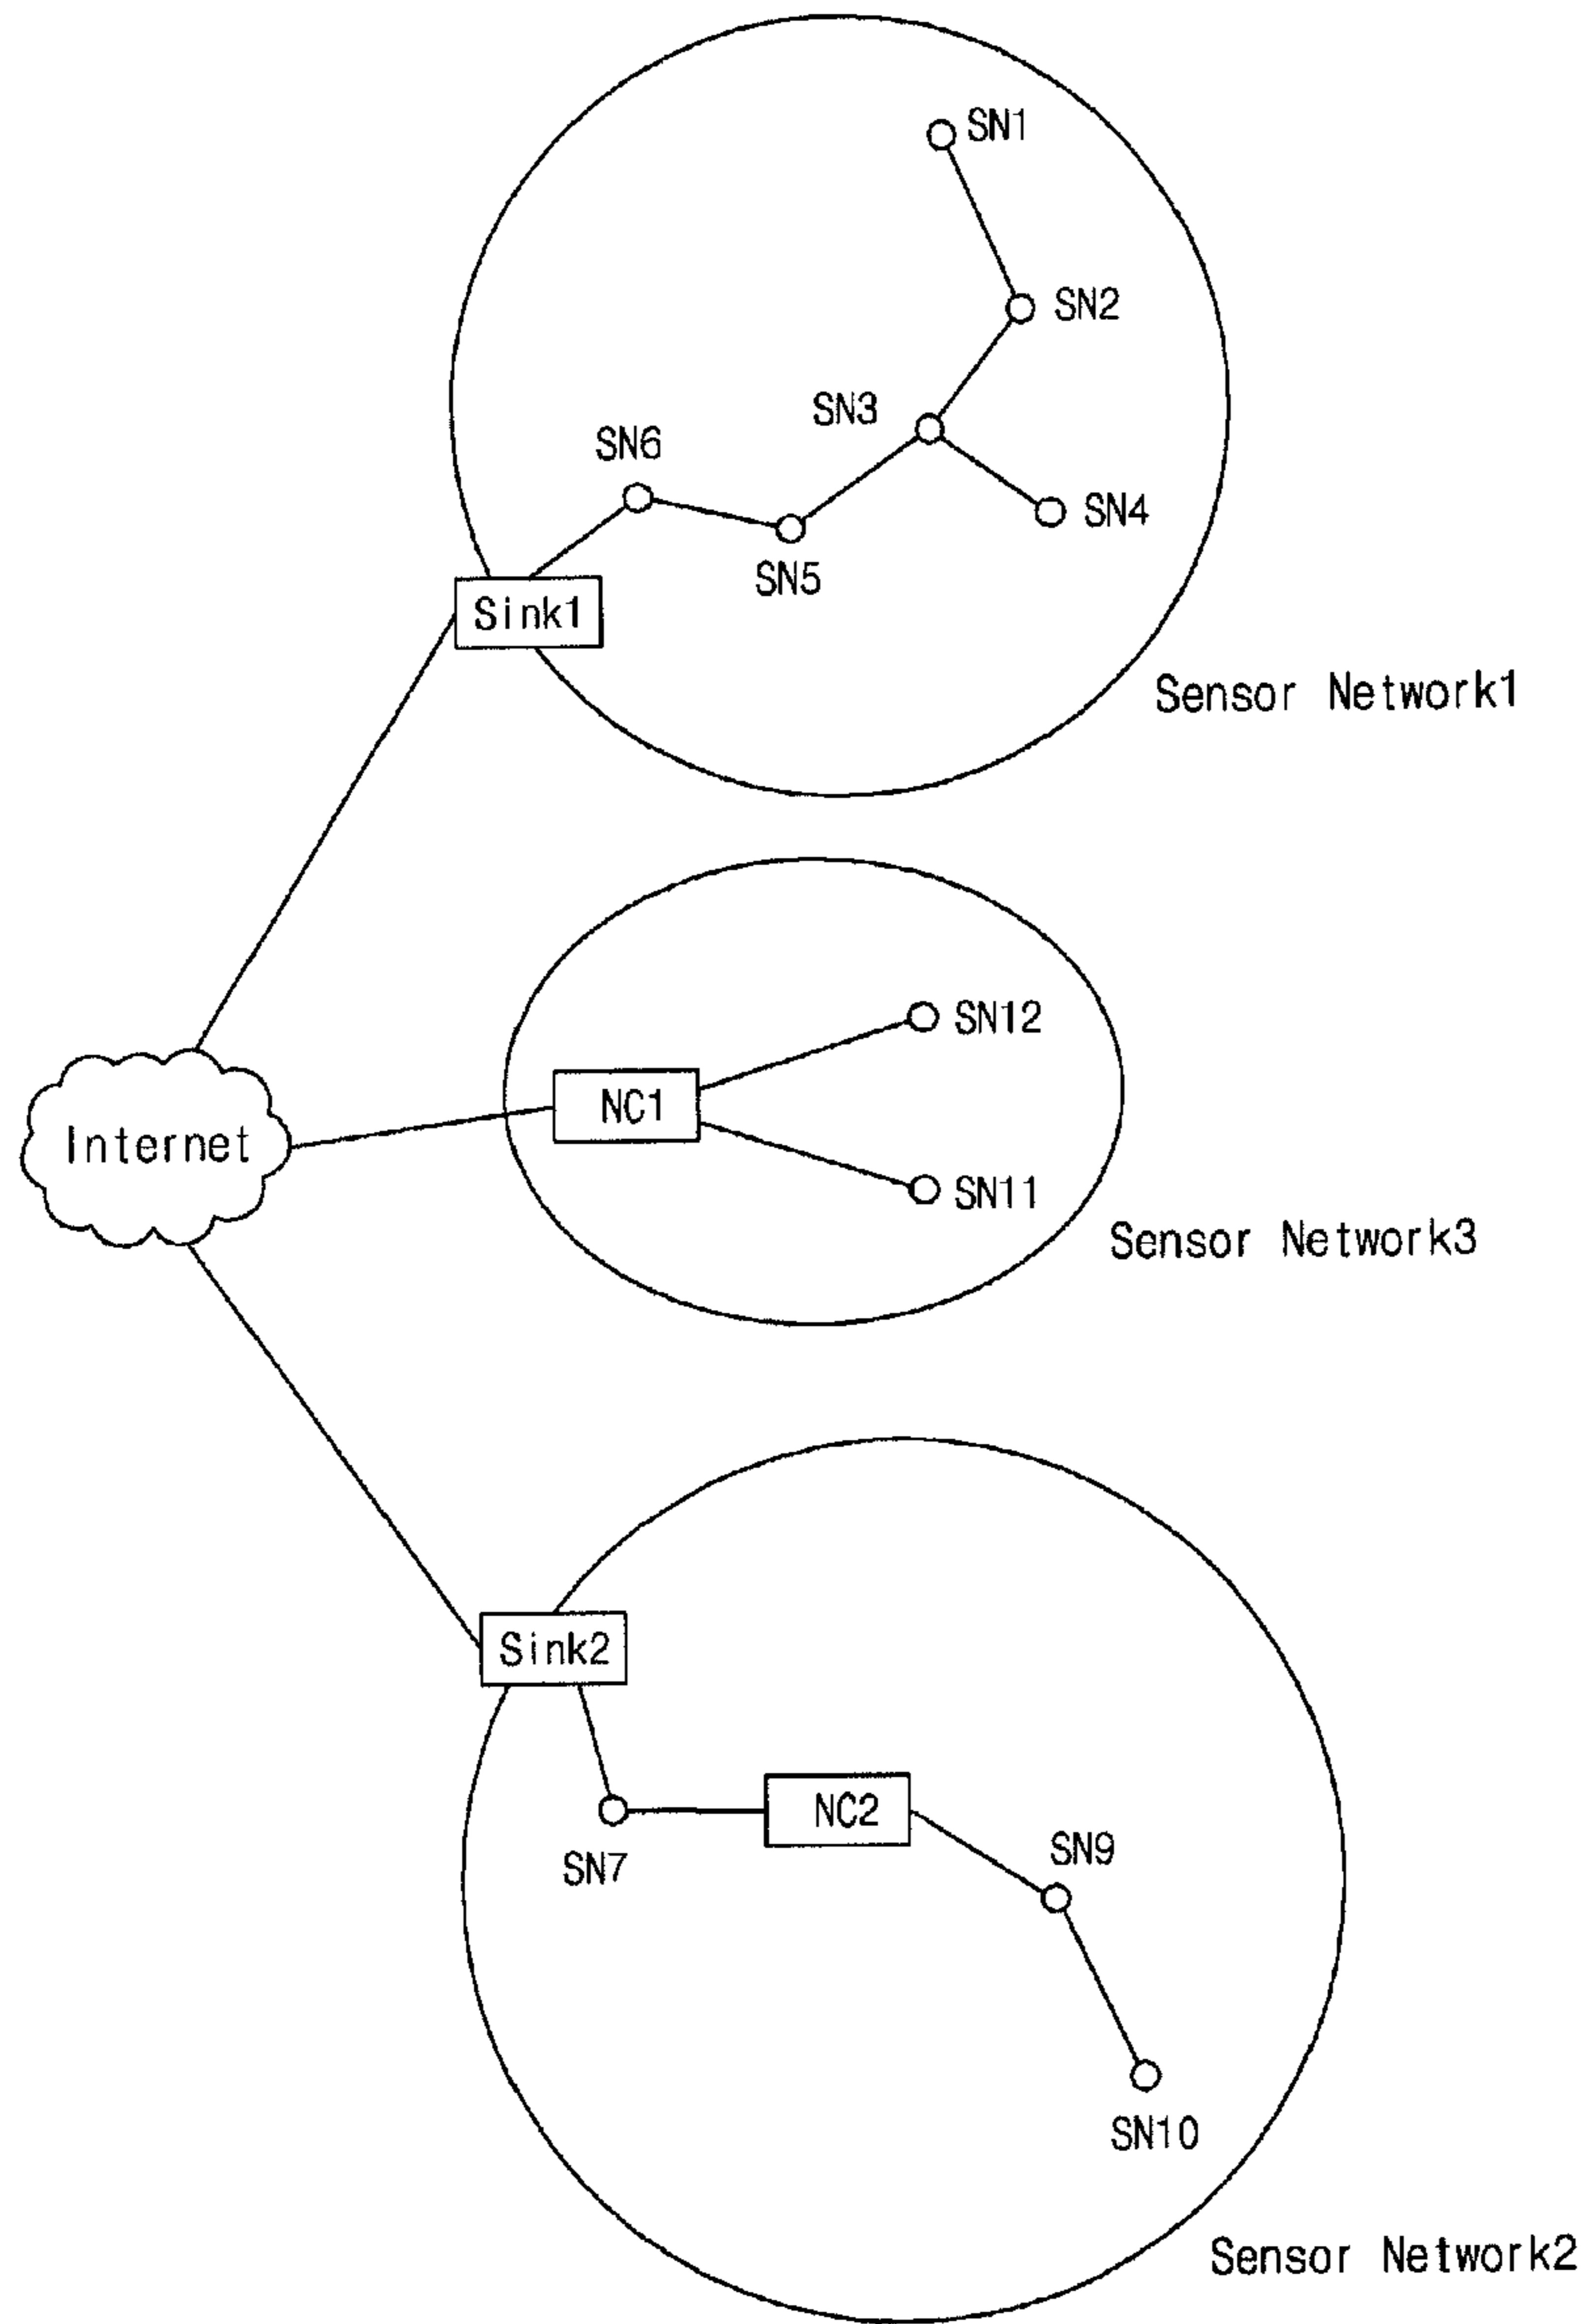 SN1
SN2
SN3
SN6
SN4
SN5
Sink1
Sensor Network1
SN12
NC1
Internet
SN11
Sensor Network3
Sink2
NC2
SN7
SN9
SN10
Sensor Network2